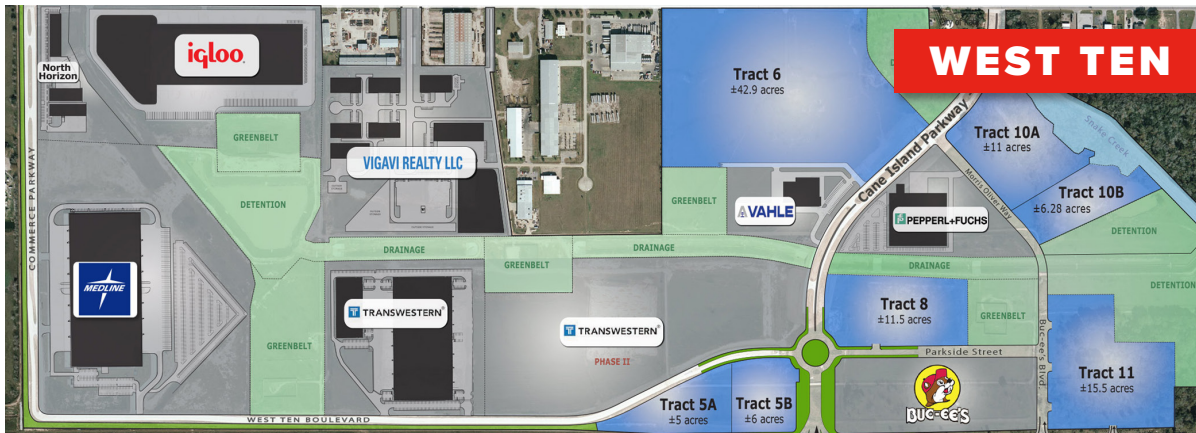 WEST TEN
igloo
North
Horizon
Tract 6
±42.9 acres
GREENBELT
VIGAVI REALTY LLC
Cane Island Parkway
Tract 10A
±11 acres
Snake Creek
Morris Oliver Way
Tract 10B
±6.28 acres
DETENTION
GREENBELT
VAHLE
PEPPERL+FUCHS
DETENTION
COMMERCE PARKWAY
DRAINAGE
DRAINAGE
GREENBELT
DRAINAGE
DETENTION
MEDLINE
TRANSWESTERN
TRANSWESTERN
PHASE II
GREENBELT
Tract 8
±11.5 acres
GREENBELT
Parkside Street
Buc-ee's Blvd.
Tract 11
±15.5 acres
BUC-EE'S
Tract 5A
±5 acres
Tract 5B
±6 acres
WEST TEN BOULEVARD